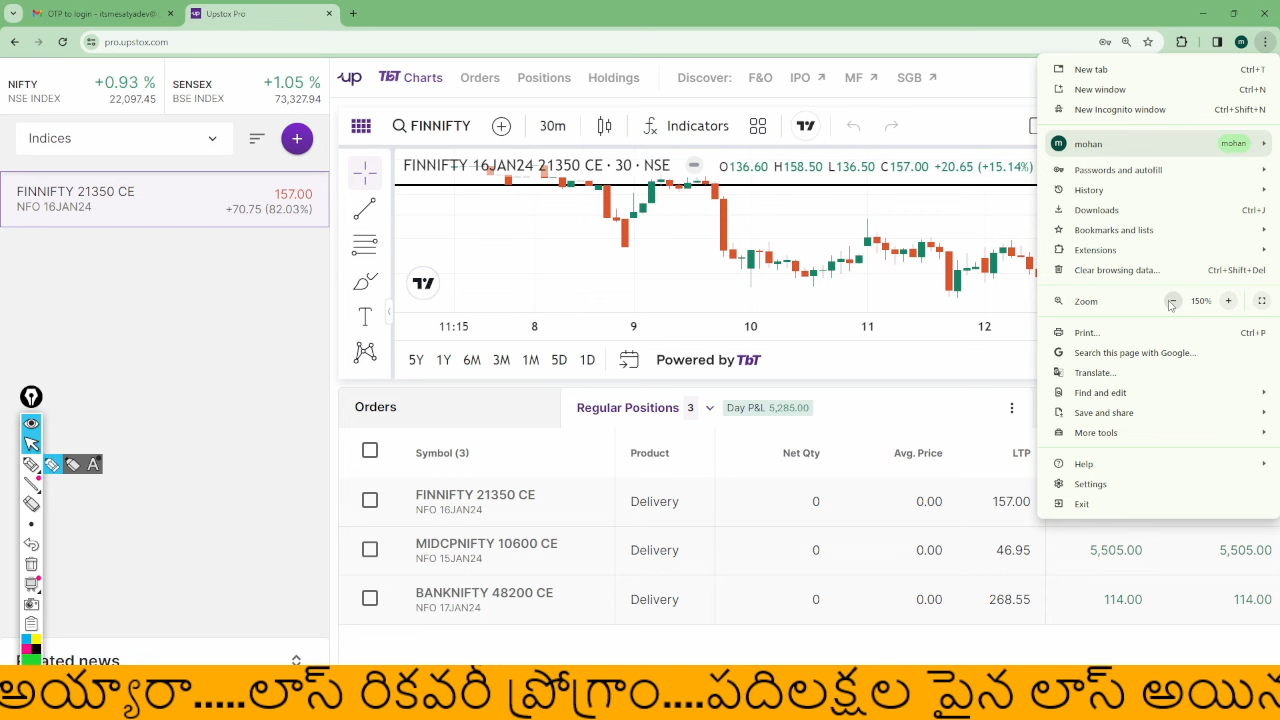 OTP to login - itsmesatyadev@
Upstox Pro
pro.upstox.com
NIFTY +0.93 %
NSE INDEX 22,097.45
SENSEX +1.05 %
BSE INDEX 73,327.94
up TBT Charts Orders Positions Holdings Discover: F&O IPO MF SGB
Indices
FINNIFTY 21350 CE 157.00
NFO 16JAN24 +70.75 (82.03%)
FINNIFTY 30m Indicators
FINNIFTY 16JAN24 21350 CE · 30 · NSE O136.60 H158.50 L136.50 C157.00 +20.65 (+15.14%)
11:15 8 9 10 11 12
5Y 1Y 6M 3M 1M 5D 1D Powered by TBT
Orders Regular Positions 3 Day P&L 5,285.00
Symbol (3) Product Net Qty Avg. Price LTP
FINNIFTY 21350 CE Delivery 0 0.00 157.00
NFO 16JAN24
MIDCPNIFTY 10600 CE Delivery 0 0.00 46.95 5,505.00 5,505.00
NFO 15JAN24
BANKNIFTY 48200 CE Delivery 0 0.00 268.55 114.00 114.00
NFO 17JAN24
New tab Ctrl+T
New window Ctrl+N
New Incognito window Ctrl+Shift+N
m mohan mohan
Passwords and autofill
History
Downloads Ctrl+J
Bookmarks and lists
Extensions
Clear browsing data... Ctrl+Shift+Del
Zoom 150%
Print... Ctrl+P
Search this page with Google...
Translate...
Find and edit
Save and share
More tools
Help
Settings
Exit
అయ్యారా.....లాస్ రికవరీ ప్రోగ్రాం....పదిలక్షల పైన లాస్ అయిన